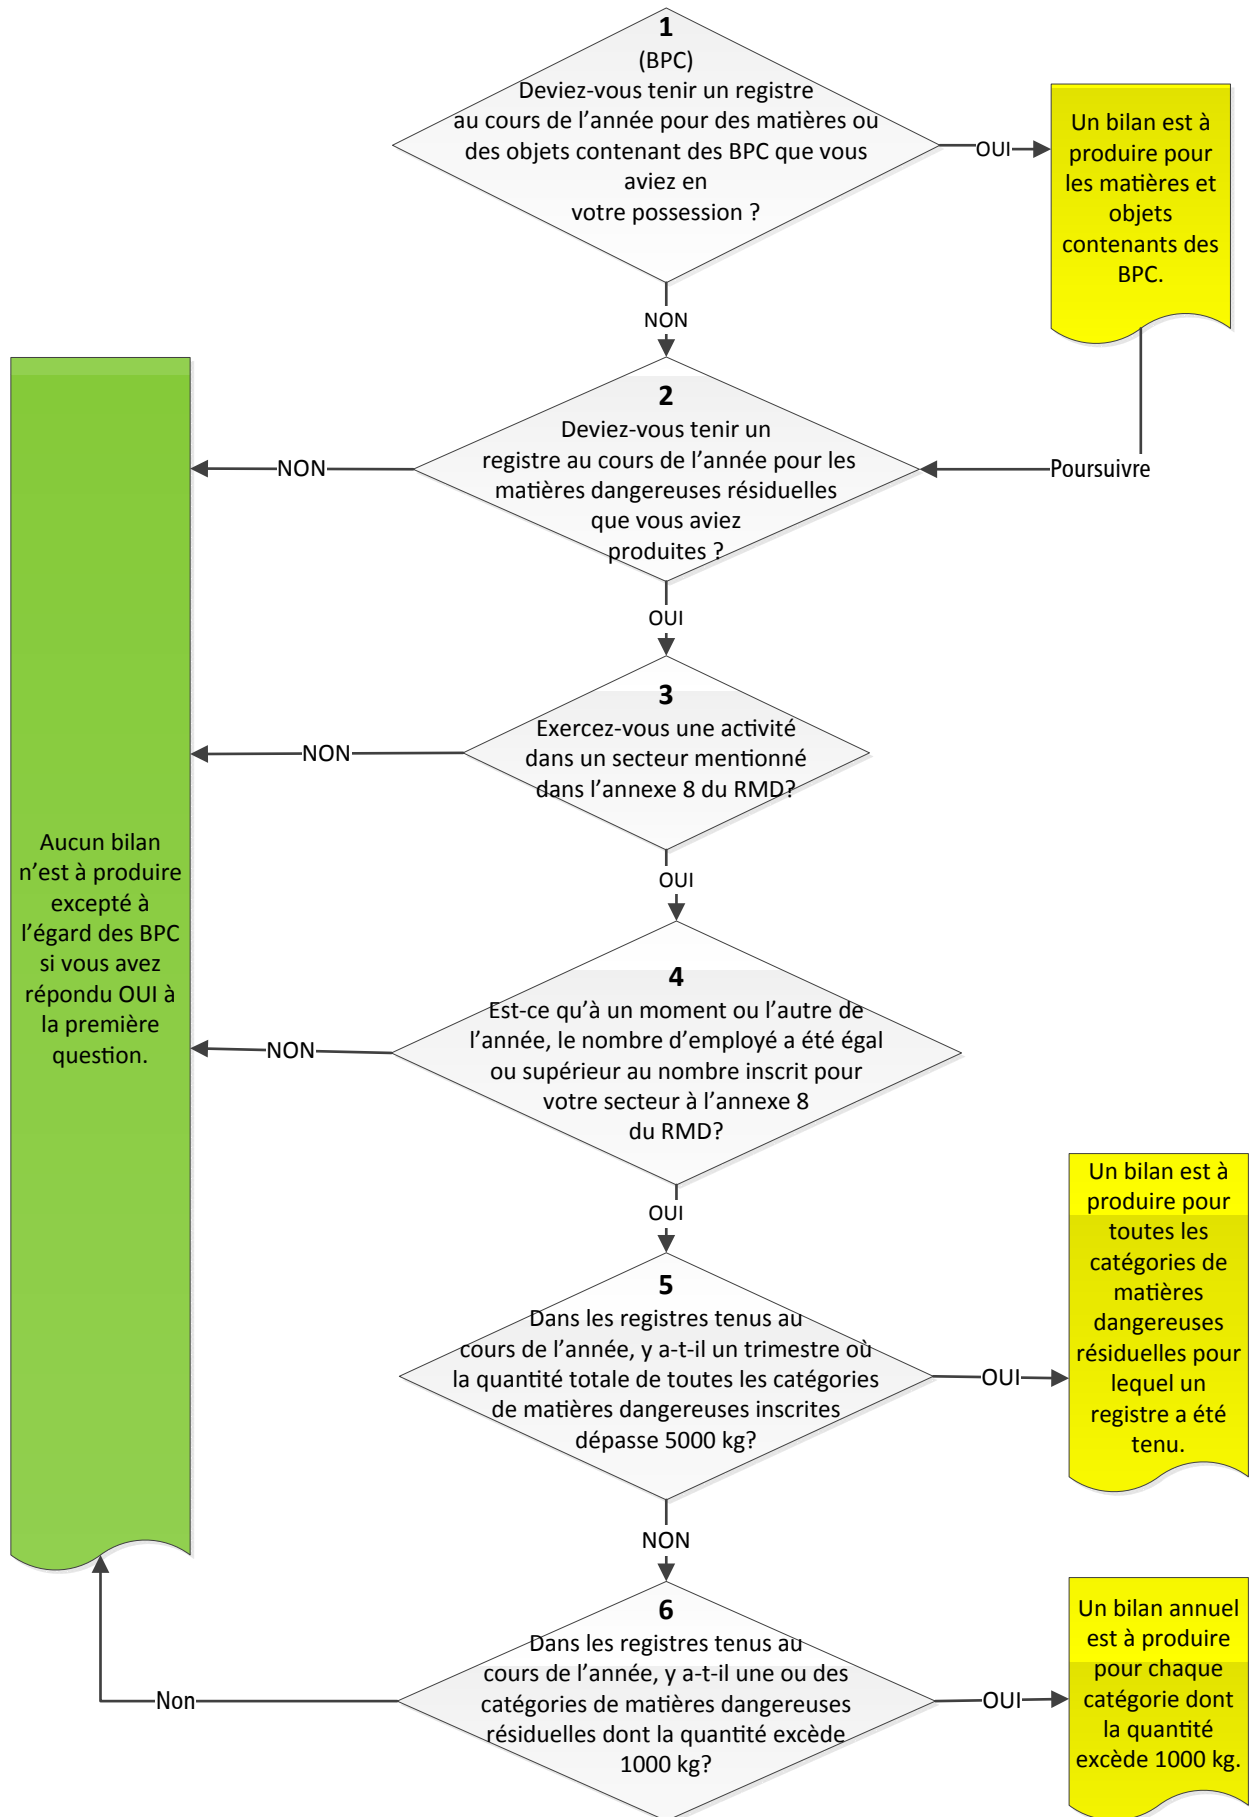 1
(BPC)
Deviez-vous tenir un registre
au cours de l’année pour des matières ou
des objets contenant des BPC que vous
aviez en
votre possession ?
OUI
Un bilan est à
produire pour
les matières et
objets
contenants des
BPC.
NON
Poursuivre
2
Deviez-vous tenir un
registre au cours de l’année pour les
matières dangereuses résiduelles
que vous aviez
produites ?
NON
OUI
3
Exercez-vous une activité
dans un secteur mentionné
dans l’annexe 8 du RMD?
NON
OUI
Aucun bilan
n’est à produire
excepté à
l’égard des BPC
si vous avez
répondu OUI à
la première
question.
4
Est-ce qu’à un moment ou l’autre de
l’année, le nombre d’employé a été égal
ou supérieur au nombre inscrit pour
votre secteur à l’annexe 8
du RMD?
NON
OUI
5
Dans les registres tenus au
cours de l’année, y a-t-il un trimestre où
la quantité totale de toutes les catégories
de matières dangereuses inscrites
dépasse 5000 kg?
OUI
Un bilan est à
produire pour
toutes les
catégories de
matières
dangereuses
résiduelles pour
lequel un
registre a été
tenu.
NON
6
Dans les registres tenus au
cours de l’année, y a-t-il une ou des
catégories de matières dangereuses
résiduelles dont la quantité excède
1000 kg?
Non
OUI
Un bilan annuel
est à produire
pour chaque
catégorie dont
la quantité
excède 1000 kg.